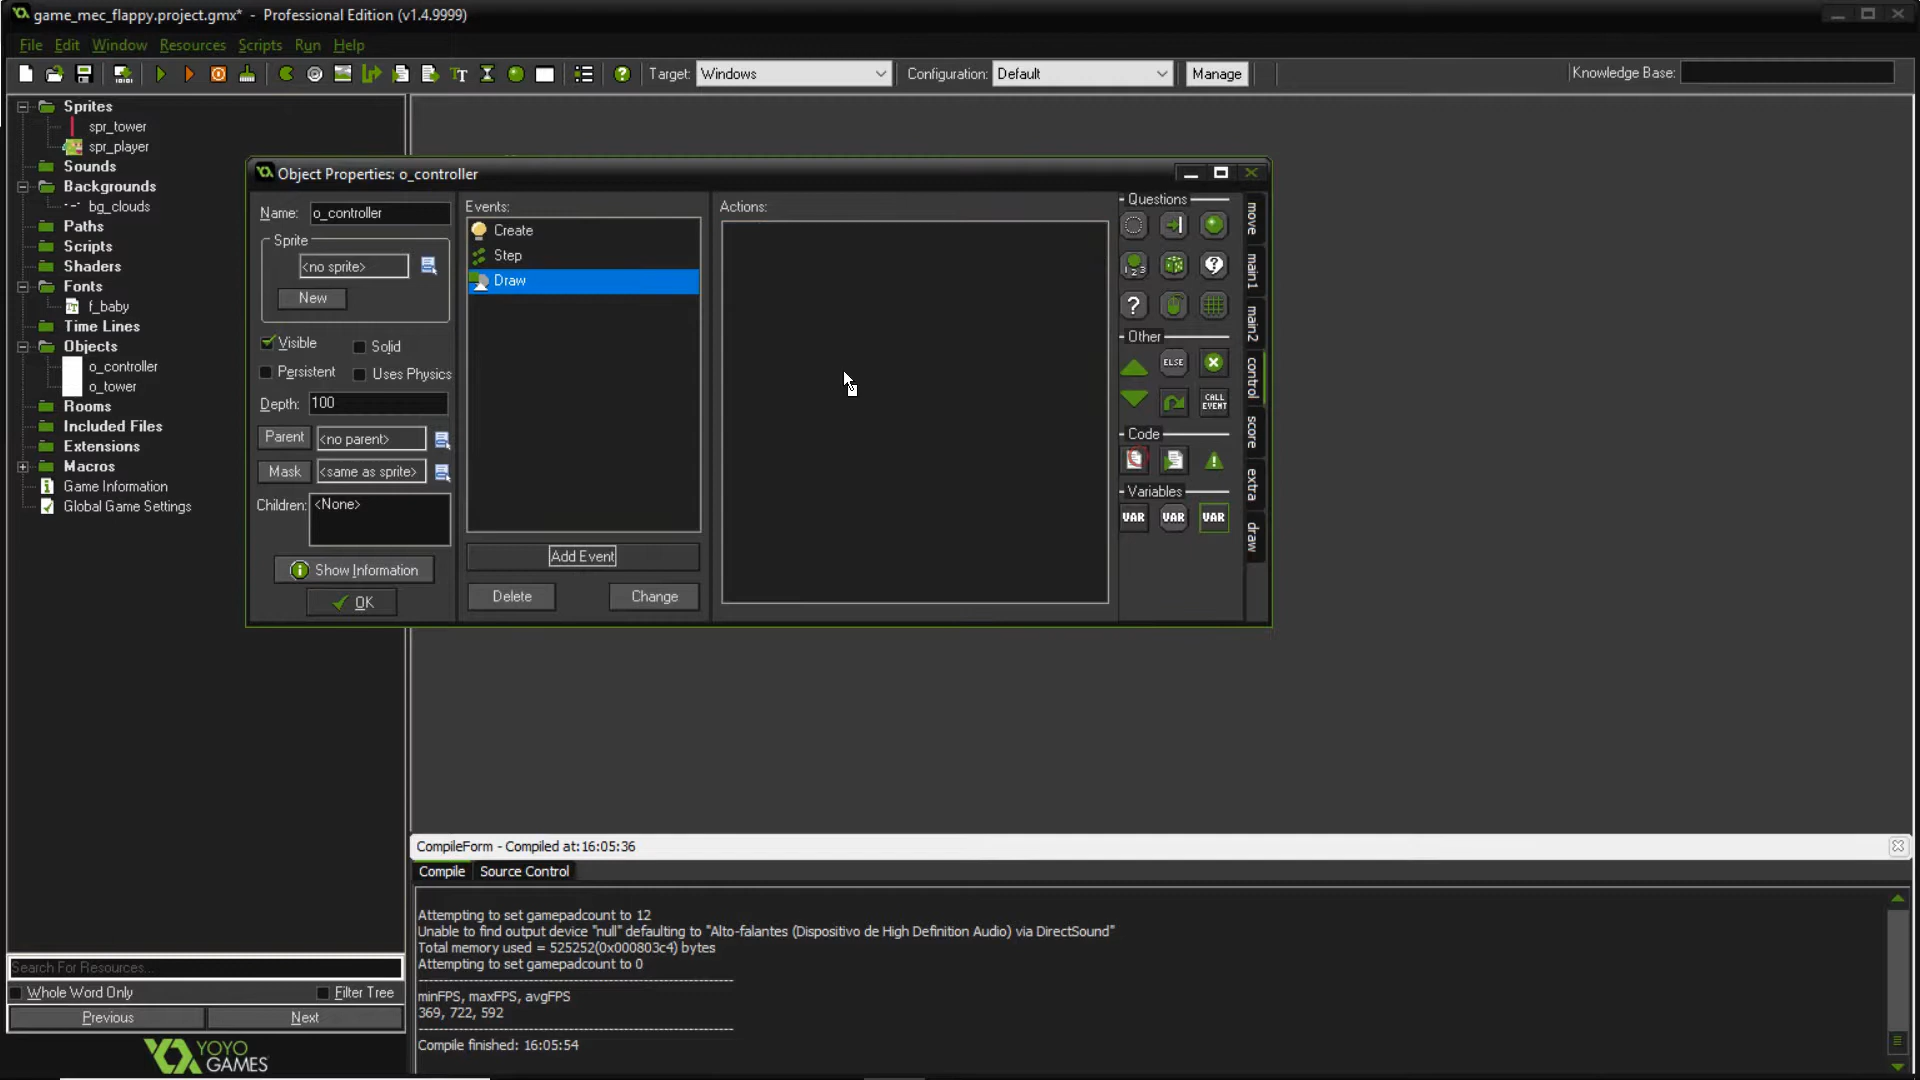 game_mec_flappy.project.gmx* - Professional Edition (v1.4.9999)
File Edit Window Resources Scripts Run Help
Target: Windows Configuration: Default Manage Knowledge Base:
Sprites
spr_tower
spr_player
Sounds
Backgrounds
bg_clouds
Paths
Scripts
Shaders
Fonts
f_baby
Time Lines
Objects
o_controller
o_tower
Rooms
Included Files
Extensions
Macros
Game Information
Global Game Settings
Object Properties: o_controller
Name: o_controller
Sprite
<no sprite>
New
Visible Solid
Persistent Uses Physics
Depth: 100
Parent <no parent>
Mask <same as sprite>
Children: <None>
Show Information
OK
Events:
Create
Step
Draw
Add Event
Delete Change
Actions:
Questions
Other
ELSE
CALL EVENT
Code
Variables
VAR VAR VAR
move
main1
main2
control
score
extra
draw
CompileForm - Compiled at:16:05:36
Compile Source Control
Attempting to set gamepadcount to 12
Unable to find output device "null" defaulting to "Alto-falantes (Dispositivo de High Definition Audio) via DirectSound"
Total memory used = 525252(0x000803c4) bytes
Attempting to set gamepadcount to 0
minFPS, maxFPS, avgFPS
369, 722, 592
Compile finished: 16:05:54
Search For Resources...
Whole Word Only Filter Tree
Previous Next
YOYO
GAMES